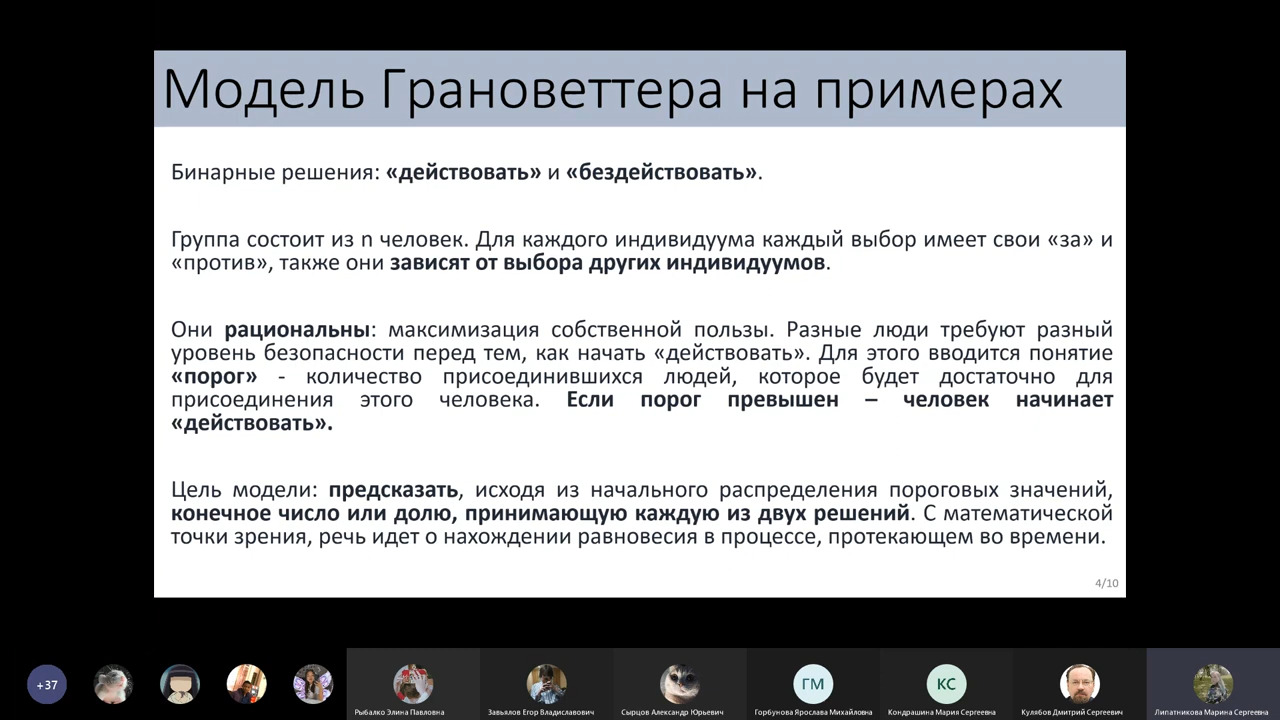 Модель Грановеттера на примерах
Бинарные решения: «действовать» и «бездействовать».
Группа состоит из n человек. Для каждого индивидуума каждый выбор имеет свои «за» и
«против», также они зависят от выбора других индивидуумов.
Они рациональны: максимизация собственной пользы. Разные люди требуют разный
уровень безопасности перед тем, как начать «действовать». Для этого вводится понятие
«порог» - количество присоединившихся людей, которое будет достаточно для
присоединения этого человека. Если порог превышен – человек начинает
«действовать».
Цель модели: предсказать, исходя из начального распределения пороговых значений,
конечное число или долю, принимающую каждую из двух решений. С математической
точки зрения, речь идет о нахождении равновесия в процессе, протекающем во времени.
4/10
+37
ГМ
КС
Рыбалко Элина Павловна
Завьялов Егор Владиславович
Сырцов Александр Юрьевич
Горбунова Ярослава Михайловна
Кондрашина Мария Сергеевна
Кулябов Дмитрий Сергеевич
Липатникова Марина Сергеевна